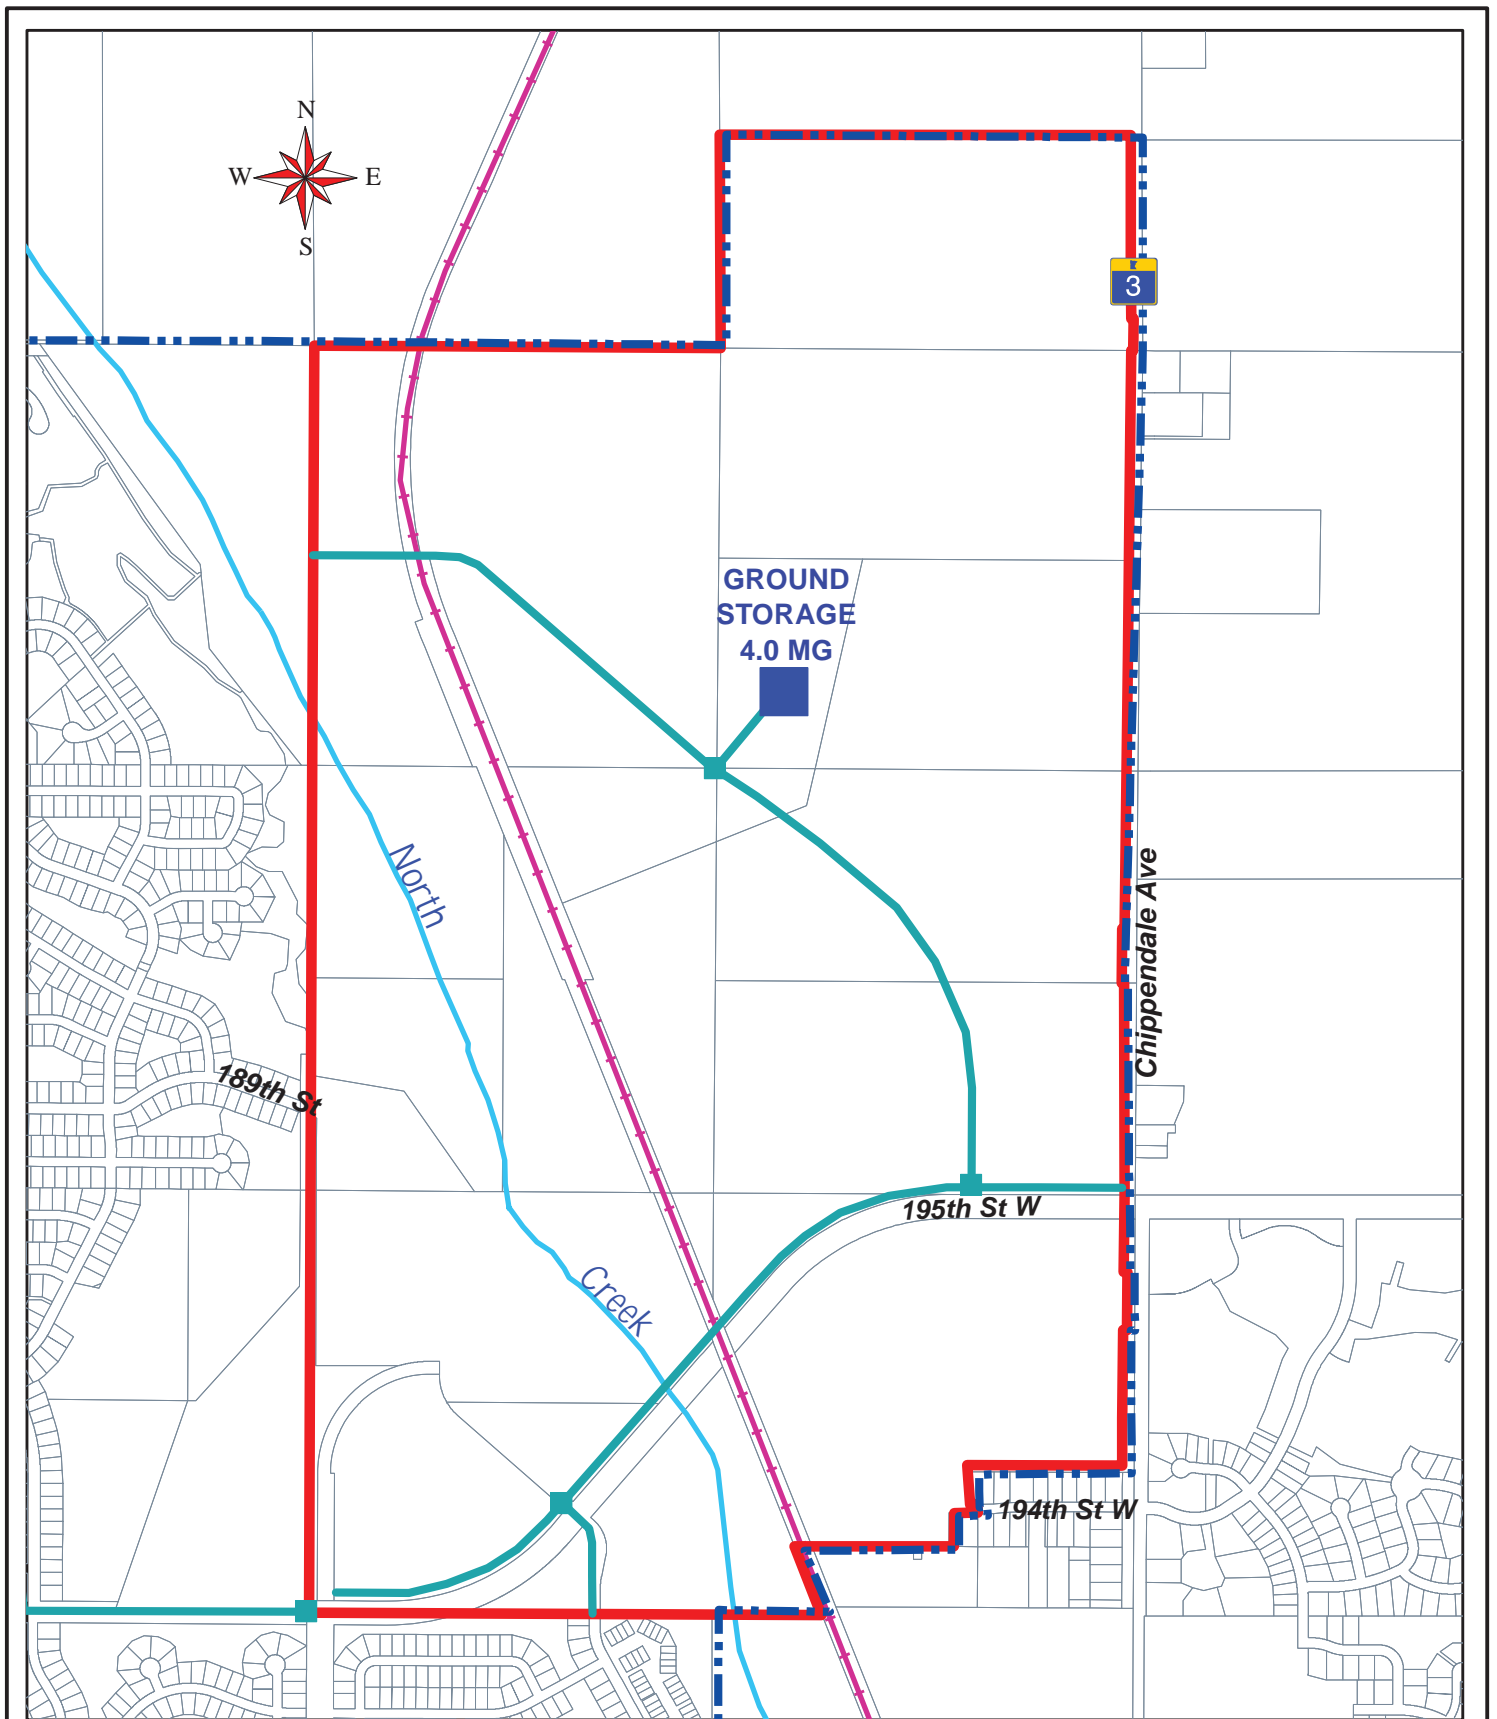 N
W
E
S
3
GROUND
STORAGE
4.0 MG
North
Chippendale Ave
189th St
195th St W
Creek
194th St W